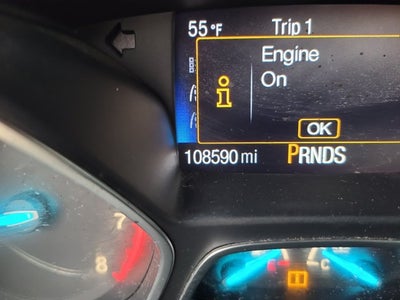 55°F Trip 1
Engine
On
i
OK
108590 mi PRNDS
7
8
E C